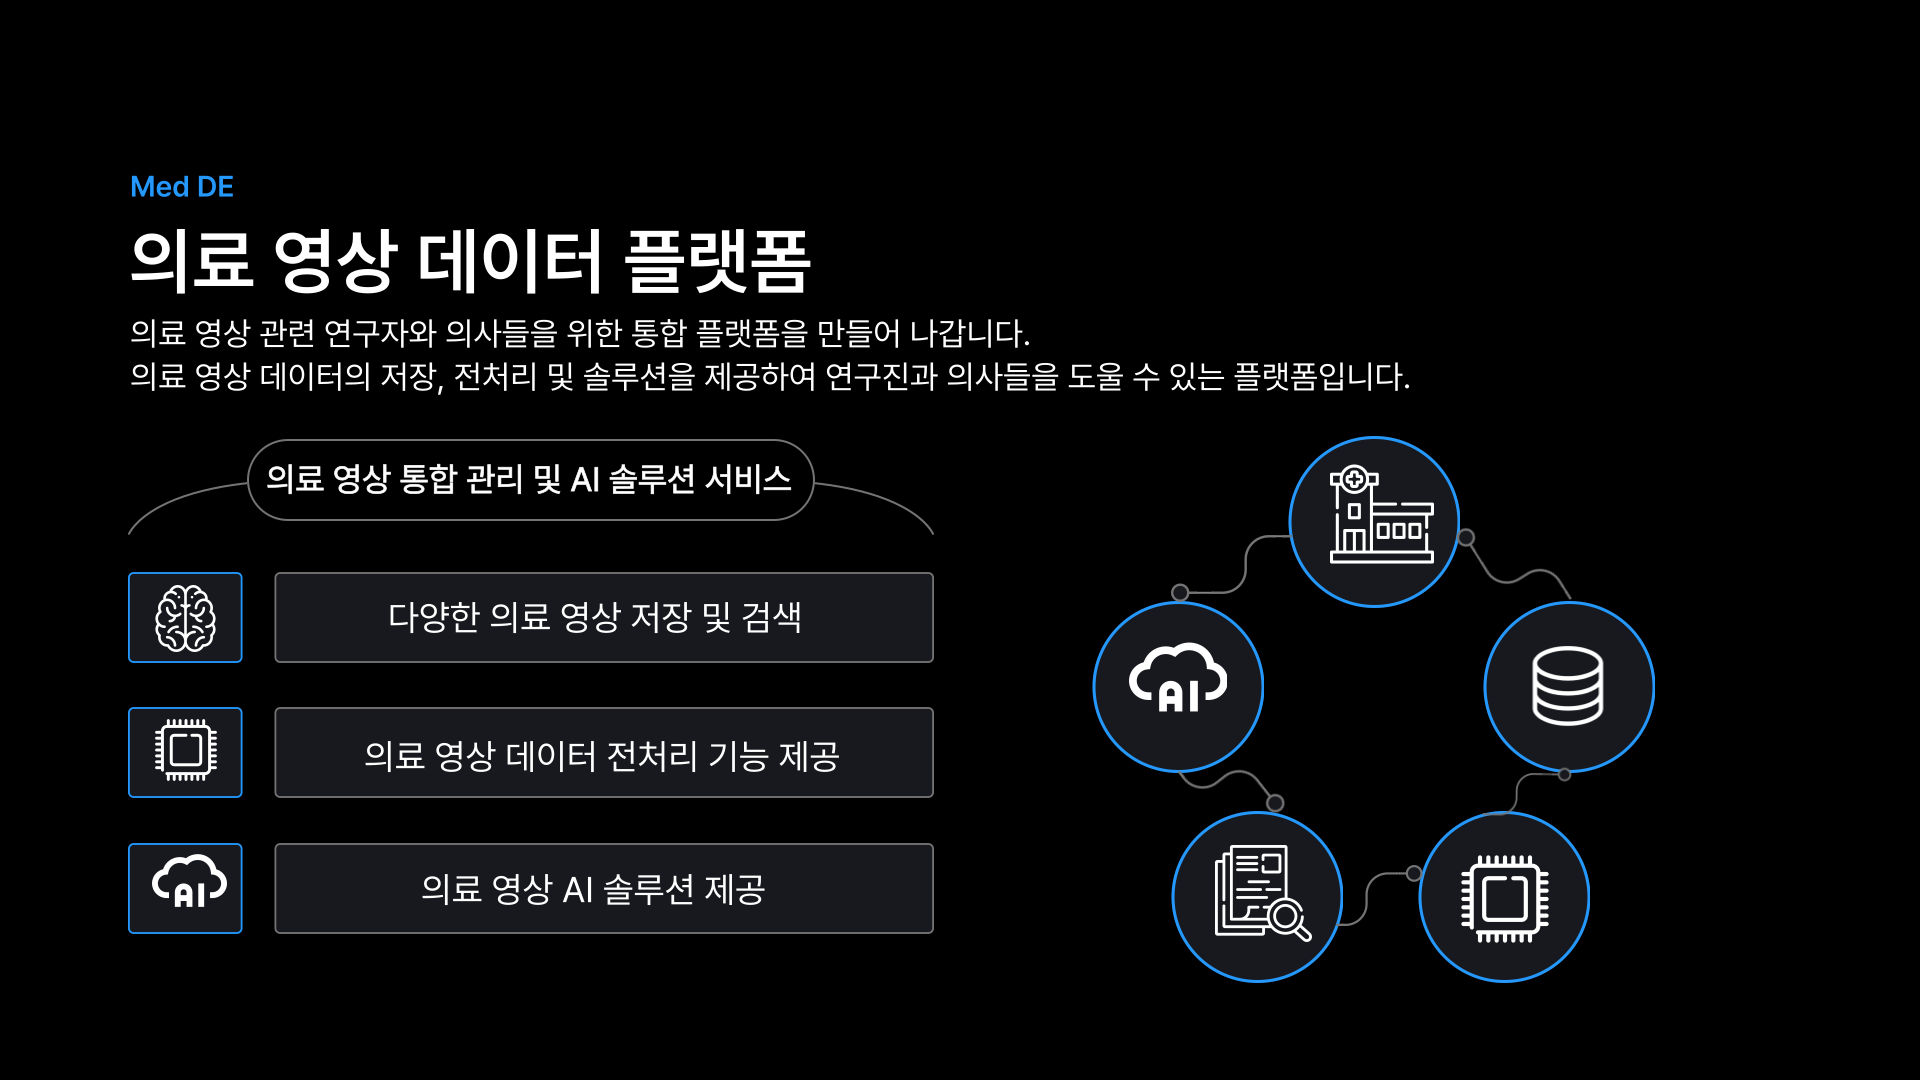 Med DE
의료 영상 데이터 플랫폼
의료 영상 관련 연구자와 의사들을 위한 통합 플랫폼을 만들어 나갑니다.
의료 영상 데이터의 저장, 전처리 및 솔루션을 제공하여 연구진과 의사들을 도울 수 있는 플랫폼입니다.
의료 영상 통합 관리 및 AI 솔루션 서비스
다양한 의료 영상 저장 및 검색
의료 영상 데이터 전처리 기능 제공
AI
의료 영상 AI 솔루션 제공
AI